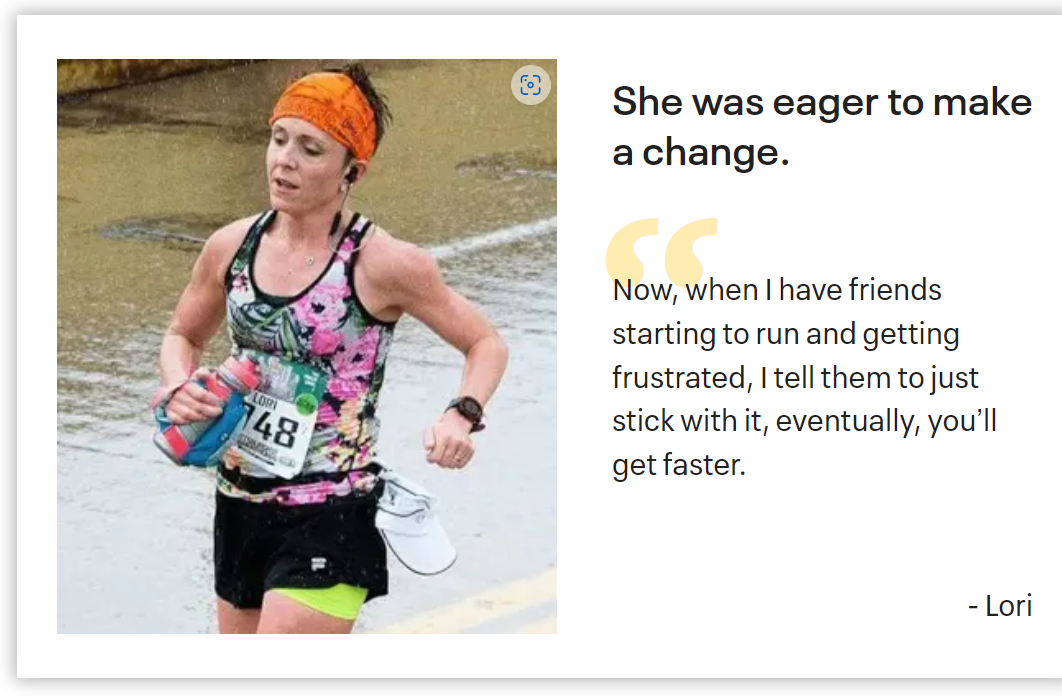 She was eager to make
a change.
“
Now, when I have friends
starting to run and getting
frustrated, I tell them to just
stick with it, eventually, you’ll
get faster.
- Lori
LORI
748